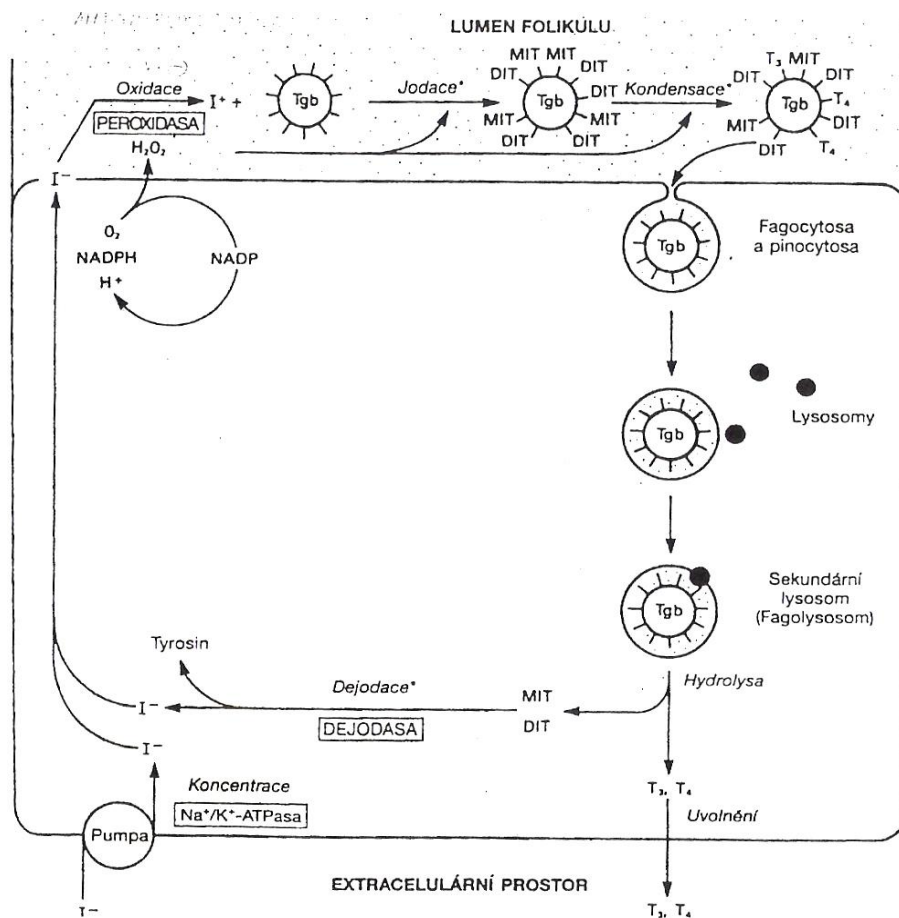 LUMEN FOLIKULU
Oxidace
PEROXIDASA
H₂O₂
I⁺ +
Tgb
Jodace*
MIT MIT
DIT DIT
Tgb
DIT
MIT MIT
DIT DIT
Kondensace*
T₃ MIT
DIT DIT
Tgb
T₄
MIT DIT
DIT T₄
I⁻
O₂
NADPH
H⁺
NADP
Tgb
Fagocytosa
a pinocytosa
Tgb
Lysosomy
Tgb
Sekundární
lysosom
(Fagolysosom)
Hydrolysa
Tyrosin
Dejodace*
DEJODASA
MIT
DIT
I⁻
I⁻
Koncentrace
Na⁺/K⁺-ATPasa
Pumpa
T₃, T₄
Uvolnění
EXTRACELULÁRNÍ PROSTOR
I⁻
T₃, T₄